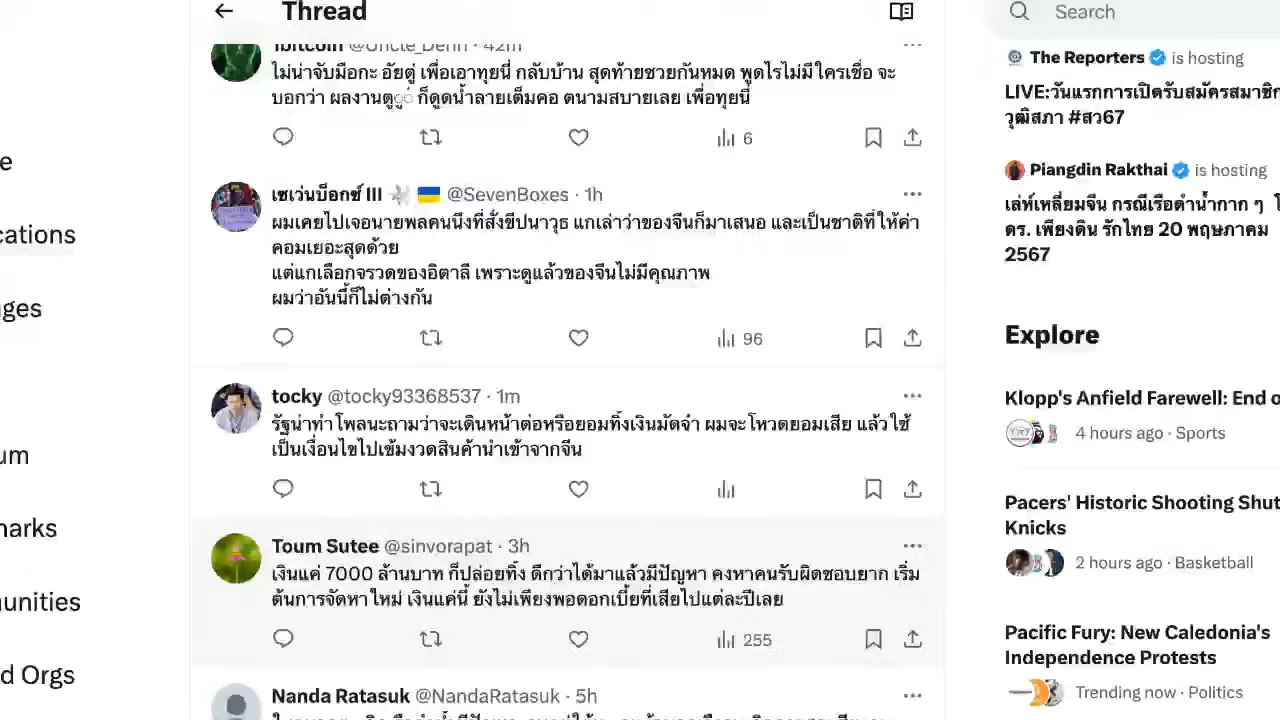 Thread
Search
1bitcoin @Uncle_Denn · 42m
ไม่น่าจับมือกะ อัยตู่ เพื่อเอาทุยนี่ กลับบ้าน สุดท้ายซวยกันหมด พูดไรไม่มีใครเชื่อ จะ
บอกว่า ผลงานตูู่ ก็ดูดน้ำลายเต็มคอ ตนามสบายเลย เพื่อทุยนี่
6
เซเว่นบ็อกซ์ III 🕊 🇺🇦 @SevenBoxes · 1h
ผมเคยไปเจอนายพลคนนึงที่สั่งขีปนาวุธ แกเล่าว่าของจีนก็มาเสนอ และเป็นชาติที่ให้ค่า
คอมเยอะสุดด้วย
แต่แกเลือกจรวดของอิตาลี เพราะดูแล้วของจีนไม่มีคุณภาพ
ผมว่าอันนี้ก็ไม่ต่างกัน
96
tocky @tocky93368537 · 1m
รัฐน่าทำโพลนะถามว่าจะเดินหน้าต่อหรือยอมทิ้งเงินมัดจำ ผมจะโหวตยอมเสีย แล้วใช้
เป็นเงื่อนไขไปเข้มงวดสินค้านำเข้าจากจีน
Toum Sutee @sinvorapat · 3h
เงินแค่ 7000 ล้านบาท ก็ปล่อยทิ้ง ดีกว่าได้มาแล้วมีปัญหา คงหาคนรับผิดชอบยาก เริ่ม
ต้นการจัดหาใหม่ เงินแค่นี้ ยังไม่เพียงพอดอกเบี้ยที่เสียไปแต่ละปีเลย
255
Nanda Ratasuk @NandaRatasuk · 5h
e
cations
ges
um
narks
unities
d Orgs
The Reporters is hosting
LIVE:วันแรกการเปิดรับสมัครสมาชิก
วุฒิสภา #สว67
Piangdin Rakthai is hosting
เล่ห์เหลี่ยมจีน กรณีเรือดำน้ำกาก ๆ โ
ดร. เพียงดิน รักไทย 20 พฤษภาคม
2567
Explore
Klopp's Anfield Farewell: End o
4 hours ago · Sports
Pacers' Historic Shooting Shut
Knicks
2 hours ago · Basketball
Pacific Fury: New Caledonia's
Independence Protests
Trending now · Politics